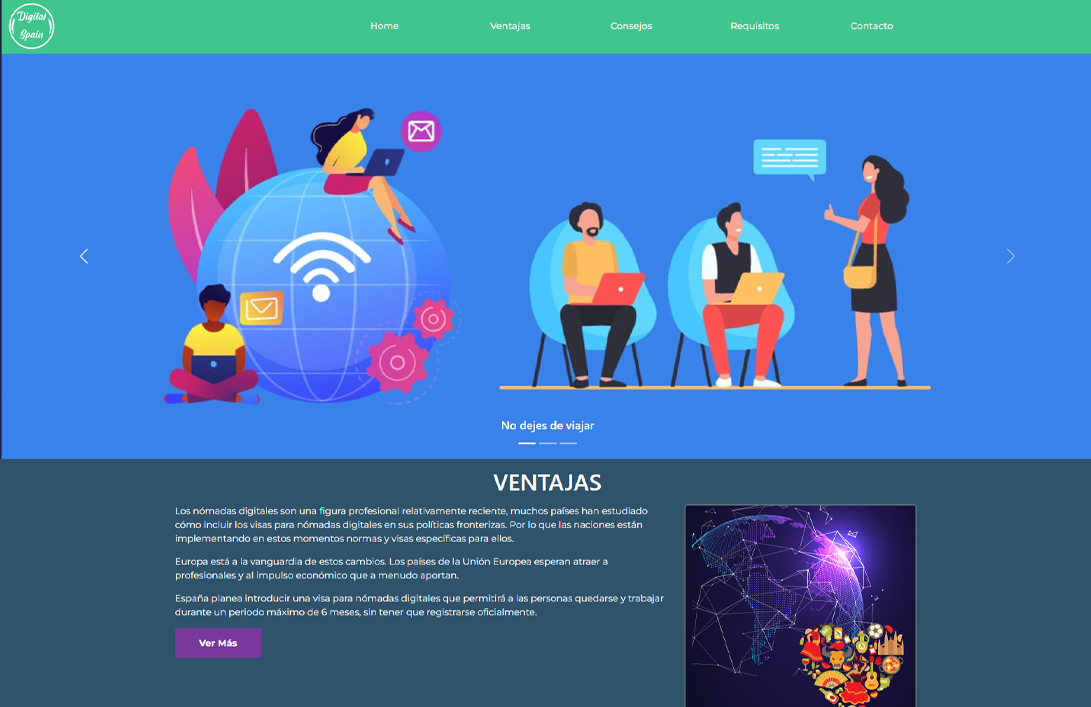 Digital
Spain
Home
Ventajas
Consejos
Requisitos
Contacto
No dejes de viajar
VENTAJAS
Los nómadas digitales son una figura profesional relativamente reciente, muchos países han estudiado
cómo incluir los visas para nómadas digitales en sus políticas fronterizas. Por lo que las naciones están
implementando en estos momentos normas y visas específicas para ellos.
Europa está a la vanguardia de estos cambios. Los países de la Unión Europea esperan atraer a
profesionales y al impulso económico que a menudo aportan.
España planea introducir una visa para nómadas digitales que permitirá a las personas quedarse y trabajar
durante un periodo máximo de 6 meses, sin tener que registrarse oficialmente.
Ver Más